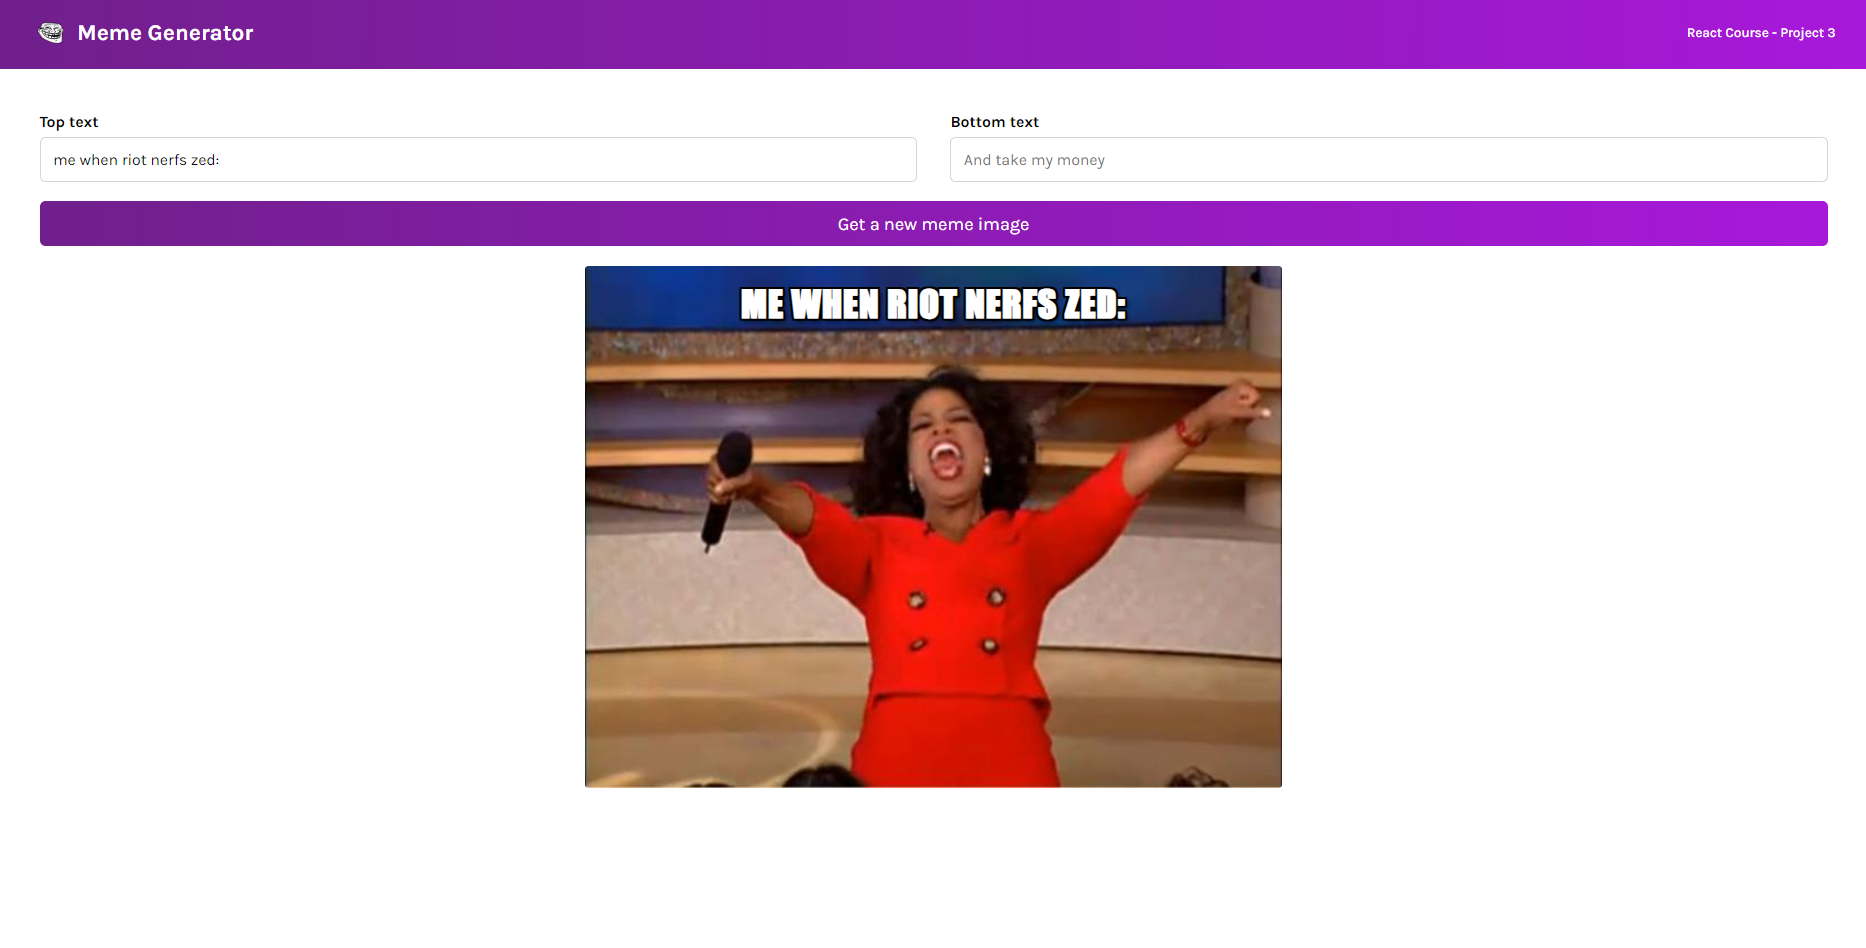 Meme Generator
React Course - Project 3
Top text
Bottom text
me when riot nerfs zed:
And take my money
Get a new meme image
ME WHEN RIOT NERFS ZED: